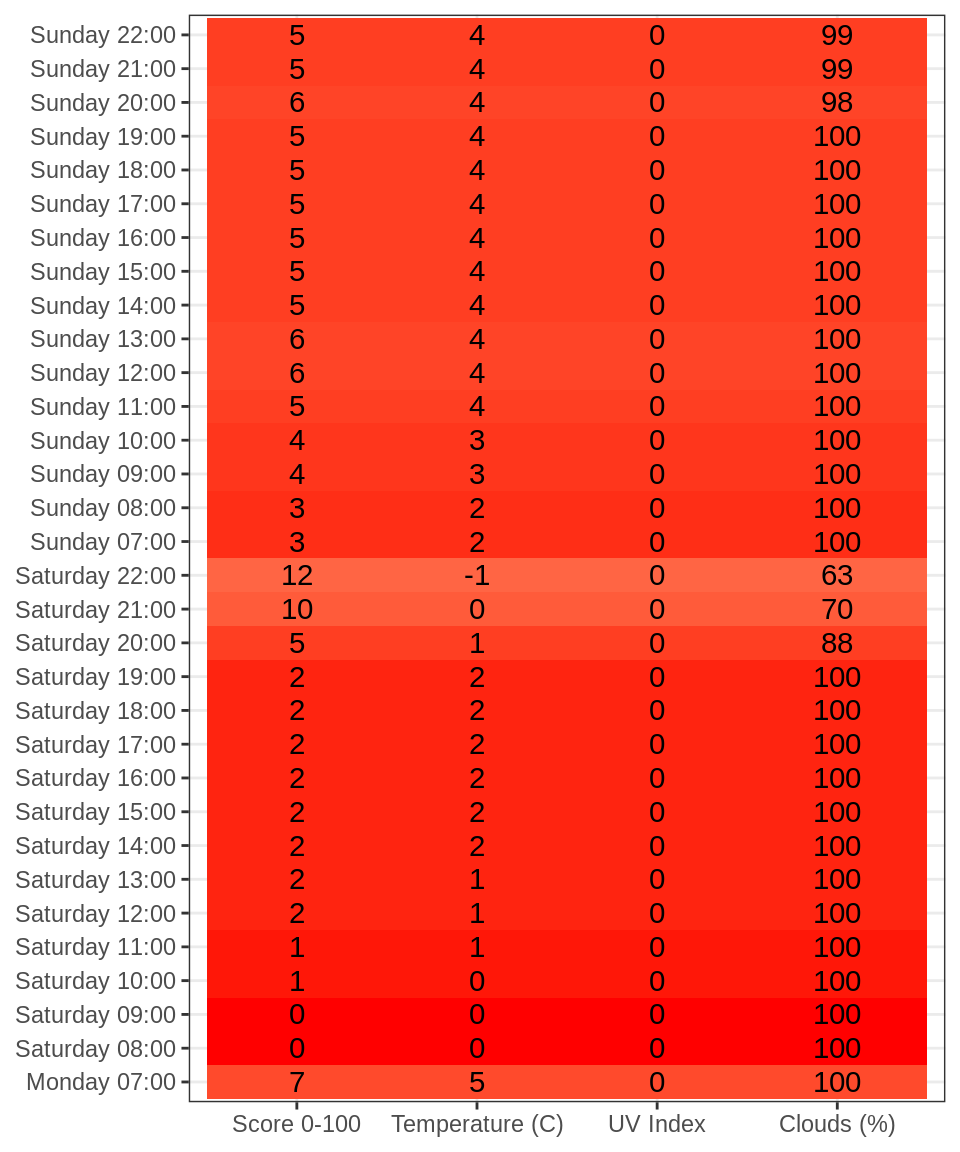 Sunday 22:00 5 4 0 99
Sunday 21:00 5 4 0 99
Sunday 20:00 6 4 0 98
Sunday 19:00 5 4 0 100
Sunday 18:00 5 4 0 100
Sunday 17:00 5 4 0 100
Sunday 16:00 5 4 0 100
Sunday 15:00 5 4 0 100
Sunday 14:00 5 4 0 100
Sunday 13:00 6 4 0 100
Sunday 12:00 6 4 0 100
Sunday 11:00 5 4 0 100
Sunday 10:00 4 3 0 100
Sunday 09:00 4 3 0 100
Sunday 08:00 3 2 0 100
Sunday 07:00 3 2 0 100
Saturday 22:00 12 -1 0 63
Saturday 21:00 10 0 0 70
Saturday 20:00 5 1 0 88
Saturday 19:00 2 2 0 100
Saturday 18:00 2 2 0 100
Saturday 17:00 2 2 0 100
Saturday 16:00 2 2 0 100
Saturday 15:00 2 2 0 100
Saturday 14:00 2 2 0 100
Saturday 13:00 2 1 0 100
Saturday 12:00 2 1 0 100
Saturday 11:00 1 1 0 100
Saturday 10:00 1 0 0 100
Saturday 09:00 0 0 0 100
Saturday 08:00 0 0 0 100
Monday 07:00 7 5 0 100
Score 0-100 Temperature (C) UV Index Clouds (%)